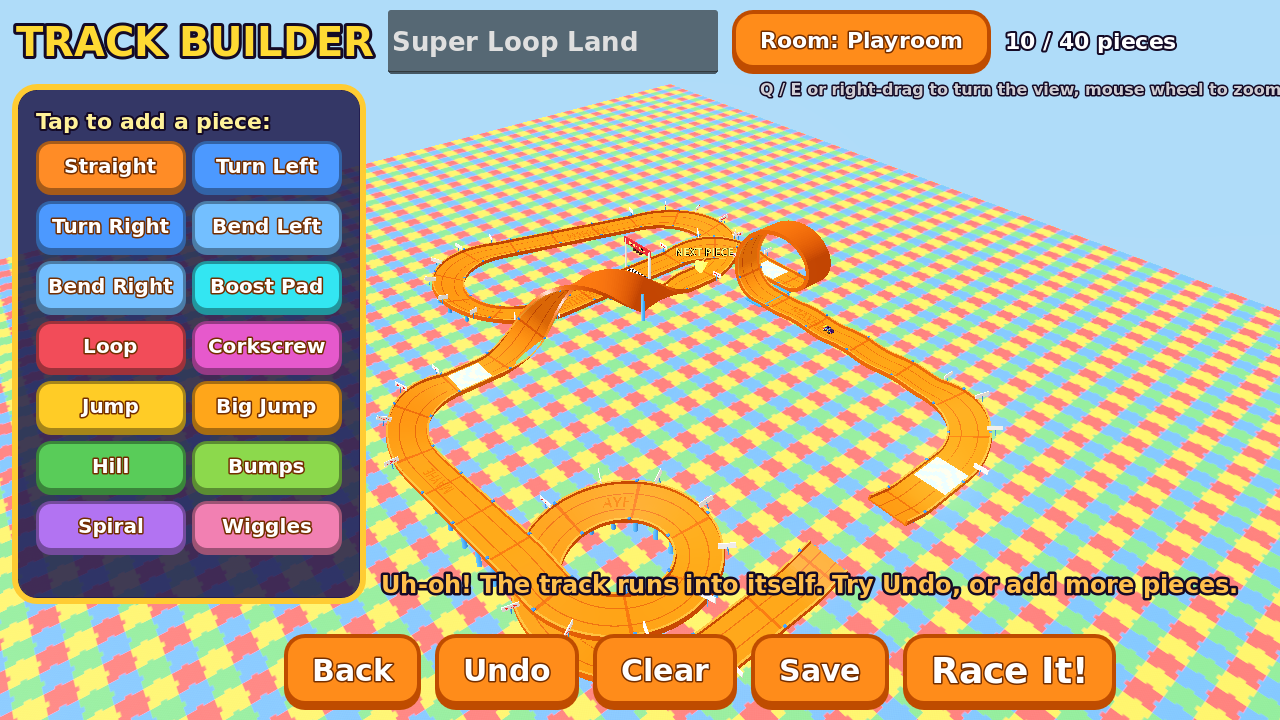 TRACK BUILDER
Super Loop Land
Room: Playroom
10 / 40 pieces
Q / E or right-drag to turn the view, mouse wheel to zoom
Tap to add a piece:
Straight
Turn Left
Turn Right
Bend Left
Bend Right
Boost Pad
Loop
Corkscrew
Jump
Big Jump
Hill
Bumps
Spiral
Wiggles
NEXT PIECE
Uh-oh! The track runs into itself. Try Undo, or add more pieces.
Back
Undo
Clear
Save
Race It!